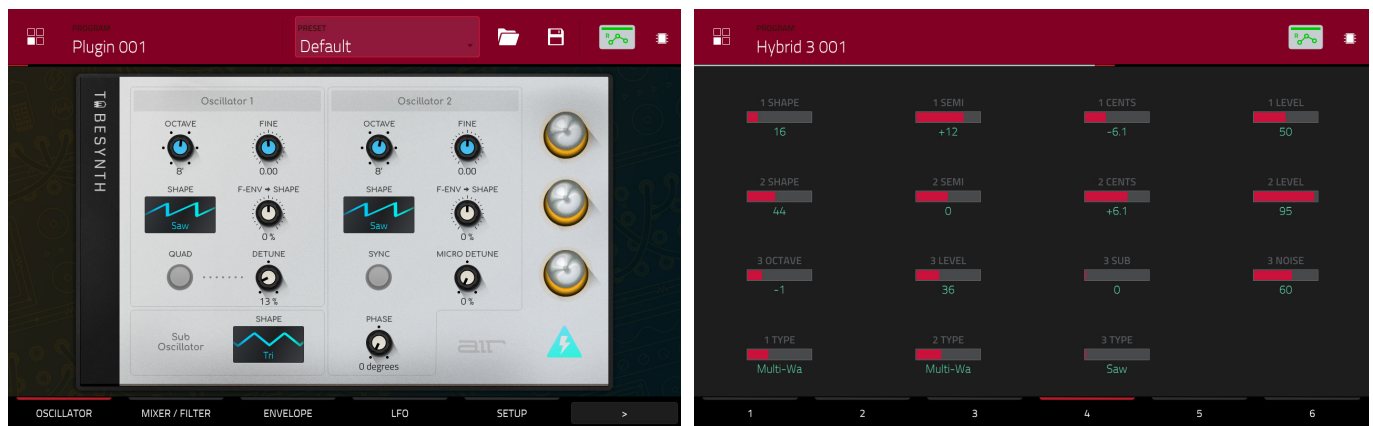 PROGRAM
Plugin 001
PRESET
Default
R
TUBESYNTH
Oscillator 1
Oscillator 2
OCTAVE
FINE
OCTAVE
FINE
8'
0.00
8'
0.00
SHAPE
F-ENV → SHAPE
SHAPE
F-ENV → SHAPE
Saw
0 %
Saw
0 %
QUAD
DETUNE
SYNC
MICRO DETUNE
13 %
0 %
Sub
Oscillator
SHAPE
Tri
PHASE
0 degrees
air
OSCILLATOR
MIXER / FILTER
ENVELOPE
LFO
SETUP
>
PROGRAM
Hybrid 3 001
R
1 SHAPE
1 SEMI
1 CENTS
1 LEVEL
16
+12
-6.1
50
2 SHAPE
2 SEMI
2 CENTS
2 LEVEL
44
0
+6.1
95
3 OCTAVE
3 LEVEL
3 SUB
3 NOISE
-1
36
0
60
1 TYPE
2 TYPE
3 TYPE
Multi-Wa
Multi-Wa
Saw
1
2
3
4
5
6